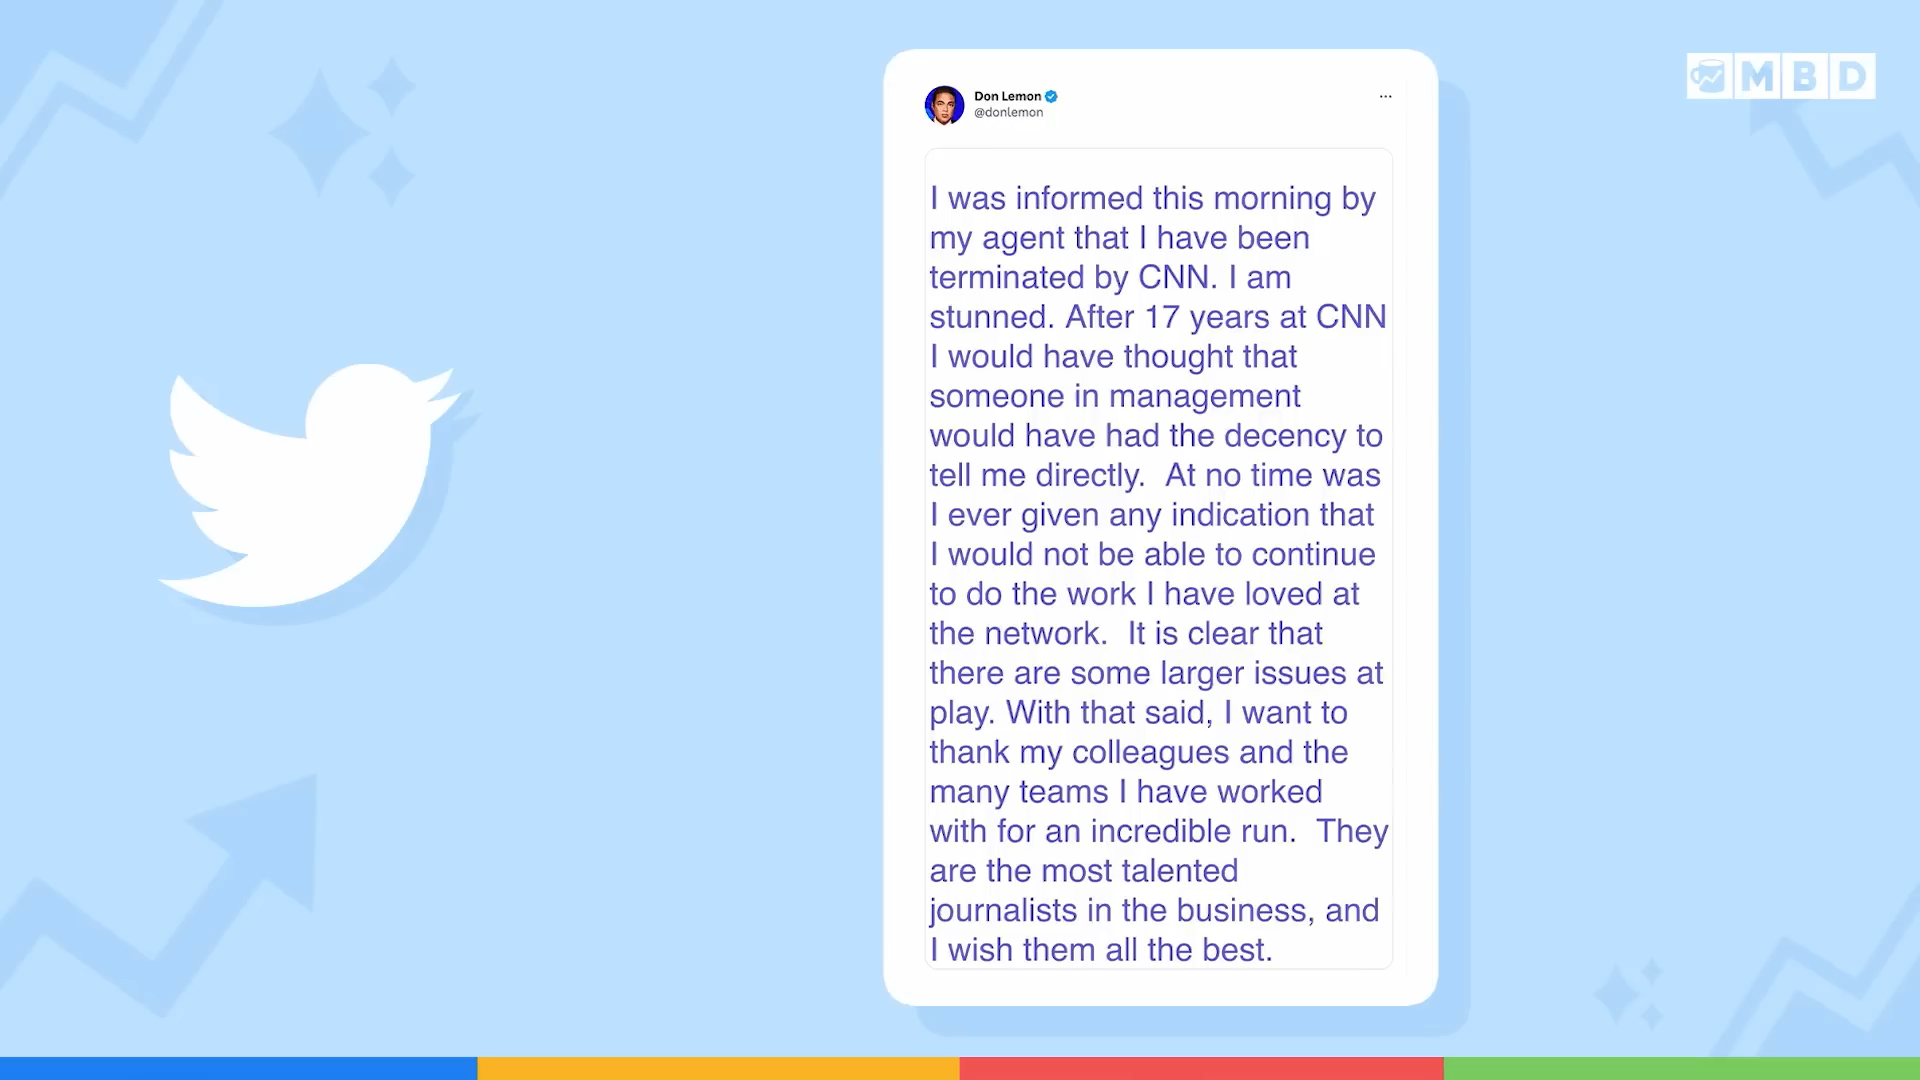 MBD
Don Lemon
@donlemon
I was informed this morning by
my agent that I have been
terminated by CNN. I am
stunned. After 17 years at CNN
I would have thought that
someone in management
would have had the decency to
tell me directly.  At no time was
I ever given any indication that
I would not be able to continue
to do the work I have loved at
the network.  It is clear that
there are some larger issues at
play. With that said, I want to
thank my colleagues and the
many teams I have worked
with for an incredible run.  They
are the most talented
journalists in the business, and
I wish them all the best.